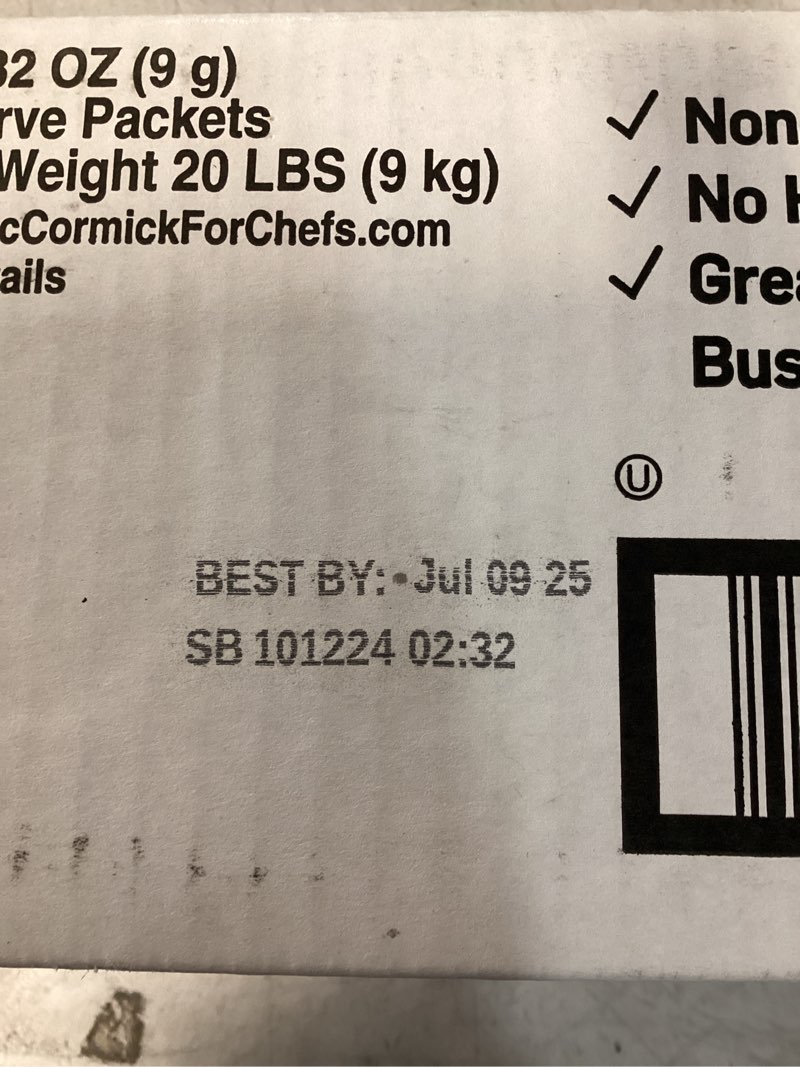 32 OZ (9 g)
rve Packets
Weight 20 LBS (9 kg)
cCormickForChefs.com
ails
✓ Non
✓ No H
✓ Grea
Bus
Ⓤ
BEST BY: Jul 09 25
SB 101224 02:32